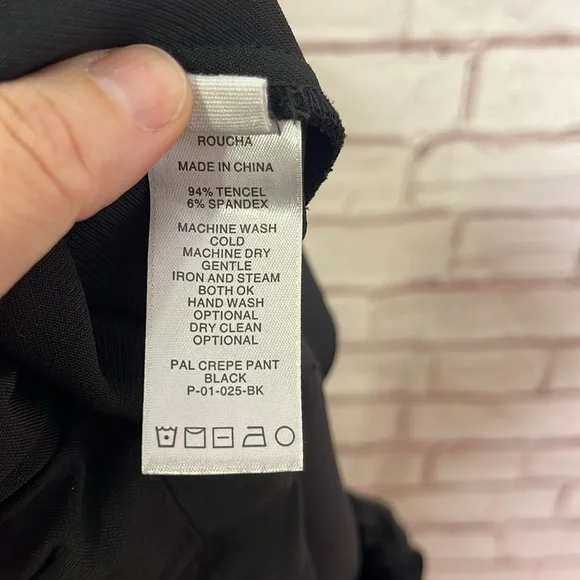 ROUCHA
MADE IN CHINA
94% TENCEL
6% SPANDEX
MACHINE WASH
COLD
MACHINE DRY
GENTLE
IRON AND STEAM
BOTH OK
HAND WASH
OPTIONAL
DRY CLEAN
OPTIONAL
PAL CREPE PANT
BLACK
P-01-025-BK